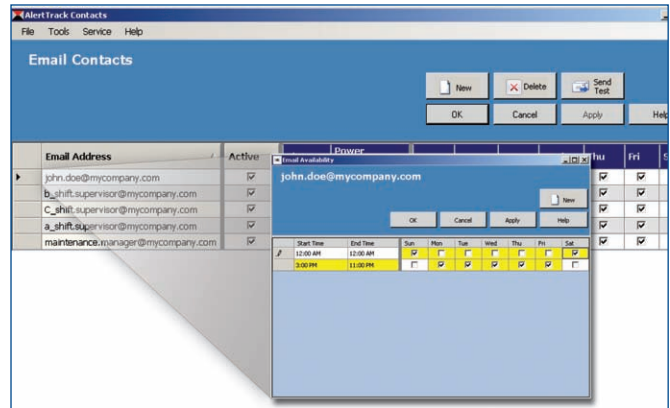 AlertTrack Contacts
File Tools Service Help
Email Contacts
New Delete Send Test
OK Cancel Apply Help
Email Address Active Power Thu Fri
john.doe@mycompany.com
b_shift.supervisor@mycompany.com
C_shift.supervisor@mycompany.com
a_shift.supervisor@mycompany.com
maintenance.manager@mycompany.com
Email Availability
john.doe@mycompany.com
New
OK Cancel Apply Help
Start Time End Time Sun Mon Tue Wed Thu Fri Sat
12:00 AM 12:00 AM
3:00 PM 11:00 PM